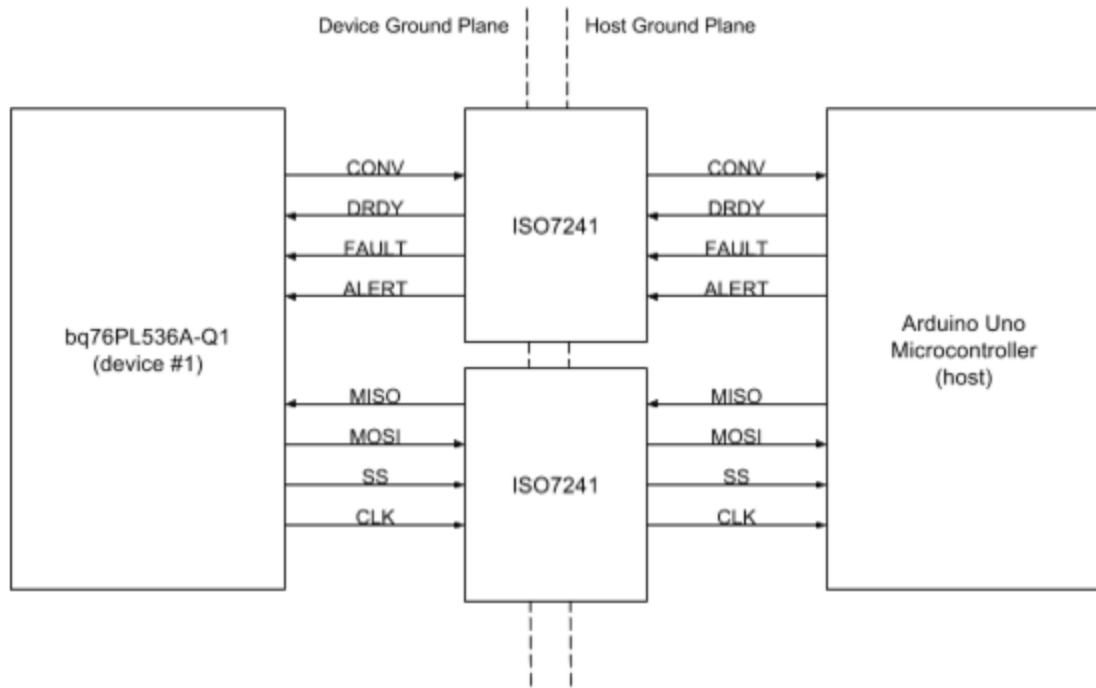 Device Ground Plane
Host Ground Plane
CONV
CONV
DRDY
DRDY
ISO7241
FAULT
FAULT
ALERT
ALERT
bq76PL536A-Q1
(device #1)
Arduino Uno
Microcontroller
(host)
MISO
MISO
MOSI
MOSI
SS
ISO7241
SS
CLK
CLK